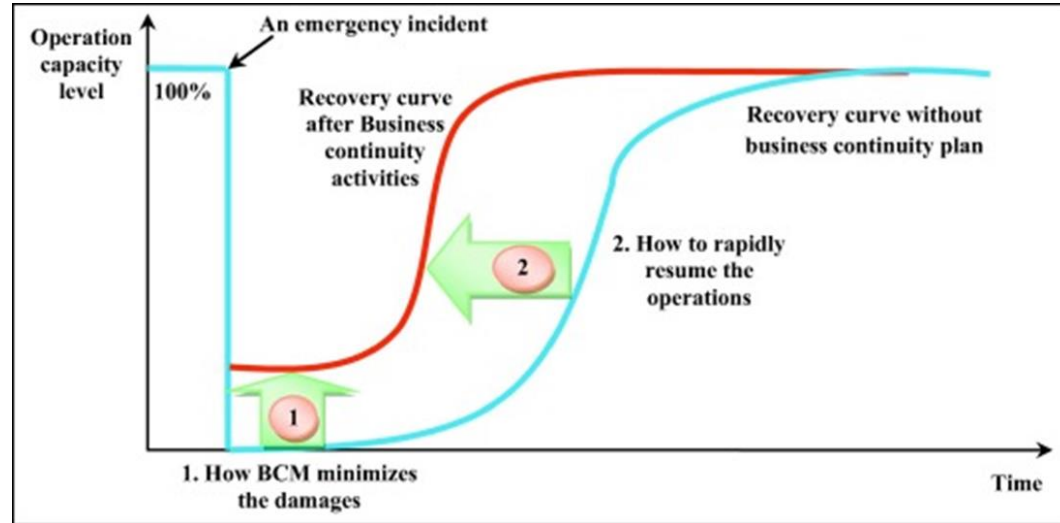 An emergency incident
Operation
capacity
level
100%
Recovery curve
after Business
continuity
activities
Recovery curve without
business continuity plan
2. How to rapidly
resume the
operations
2
1
1. How BCM minimizes
the damages
Time